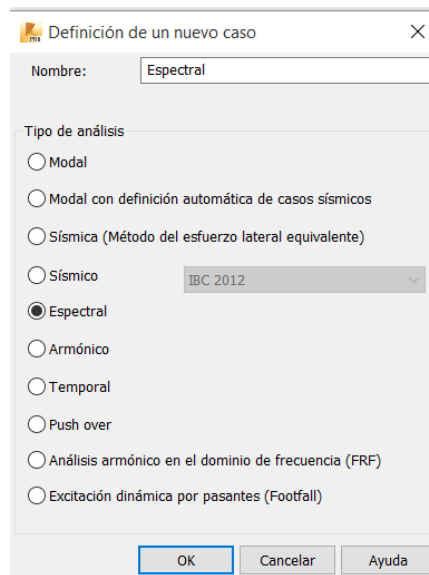 Definición de un nuevo caso
Nombre: Espectral
Tipo de análisis
Modal
Modal con definición automática de casos sísmicos
Sísmica (Método del esfuerzo lateral equivalente)
Sísmico IBC 2012
Espectral
Armónico
Temporal
Push over
Análisis armónico en el dominio de frecuencia (FRF)
Excitación dinámica por pasantes (Footfall)
OK Cancelar Ayuda